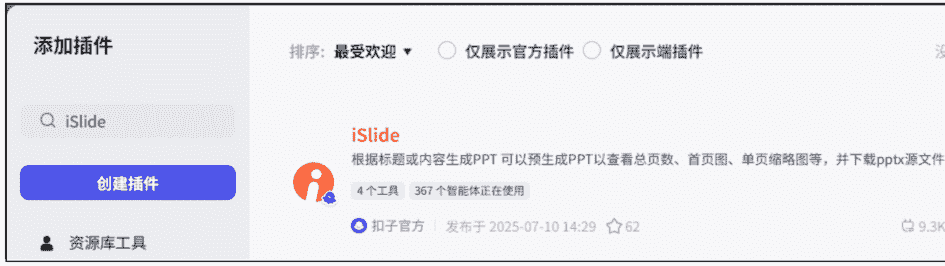 添加插件
iSlide
创建插件
资源库工具
排序: 最受欢迎 仅展示官方插件 仅展示端插件
iSlide
根据标题或内容生成PPT 可以预生成PPT以查看总页数、首页图、单页缩略图等，并下载pptx源文件
4 个工具 367 个智能体正在使用
扣子官方 发布于 2025-07-10 14:29 62
9.3K